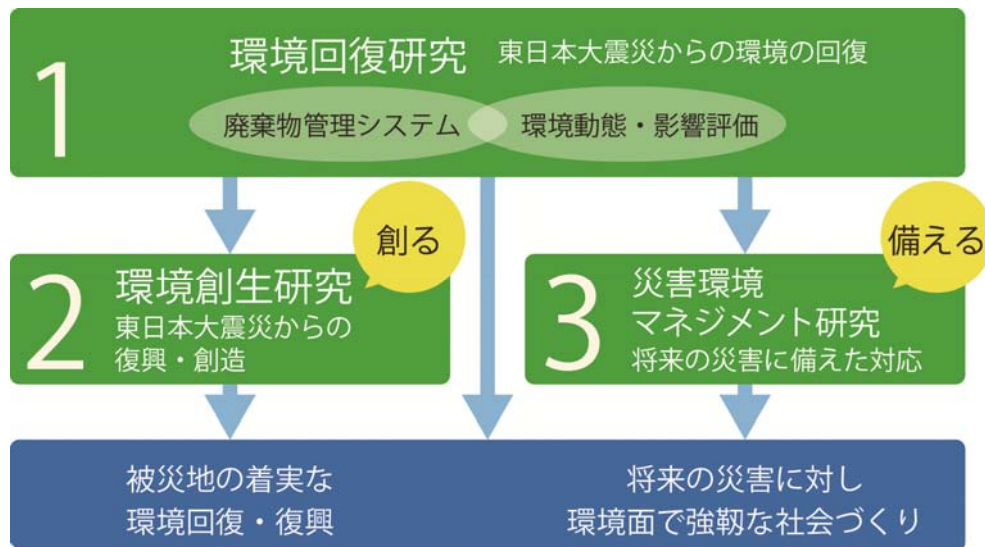 1
環境回復研究 東日本大震災からの環境の回復
廃棄物管理システム 環境動態・影響評価
創る
2
環境創生研究
東日本大震災からの
復興・創造
備える
3
災害環境
マネジメント研究
将来の災害に備えた対応
被災地の着実な
環境回復・復興
将来の災害に対し
環境面で強靱な社会づくり